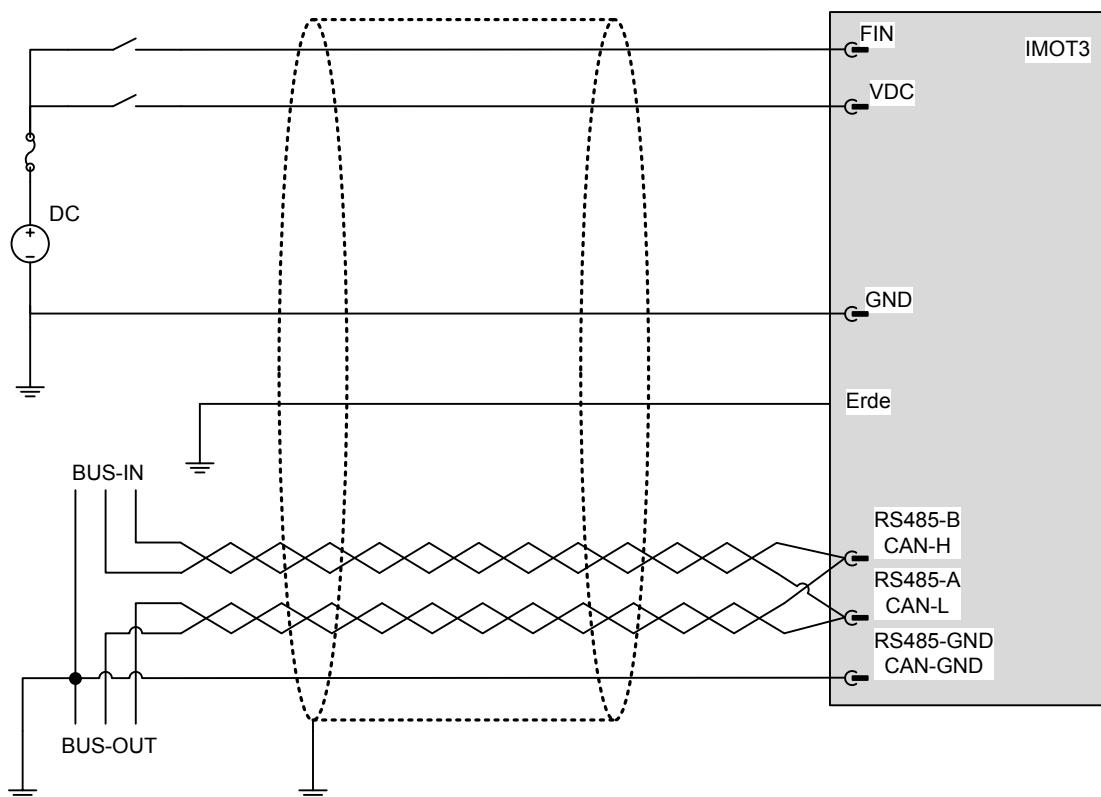 FIN
IMOT3
VDC
DC
+
−
GND
Erde
BUS-IN
RS485-B
CAN-H
RS485-A
CAN-L
RS485-GND
CAN-GND
BUS-OUT